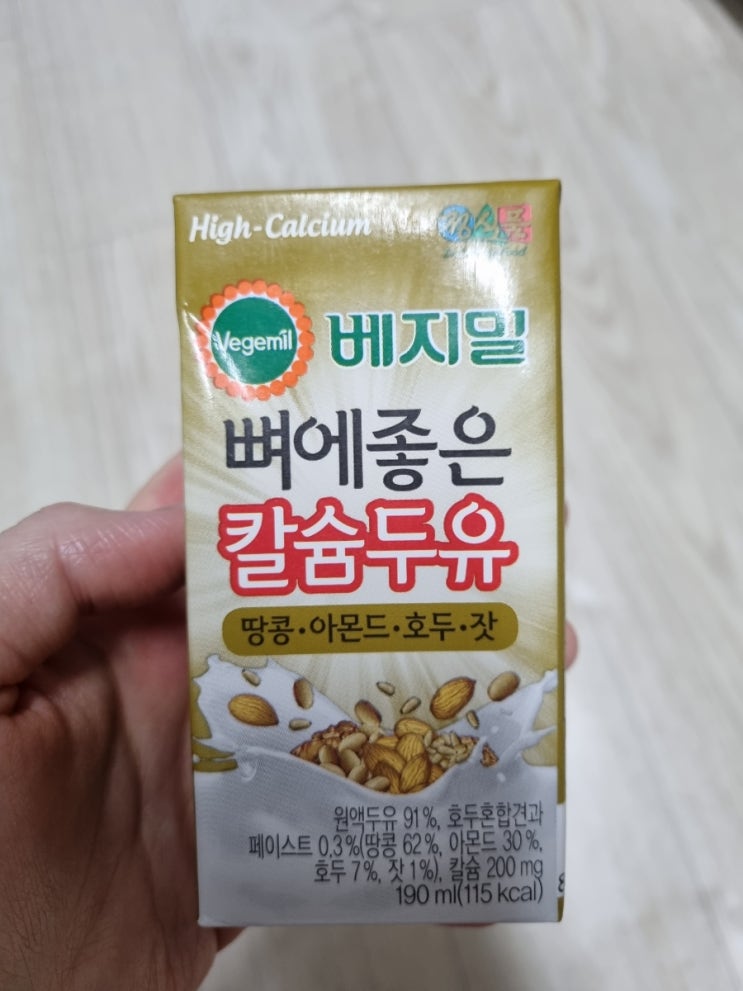 High-Calcium
Vegemil
베지밀
뼈에좋은
칼슘두유
땅콩·아몬드·호두·잣
원액두유 91%, 호두혼합견과
페이스트 0.3%(땅콩 62%, 아몬드 30%,
호두 7%, 잣 1%), 칼슘 200 mg
190 ml(115 kcal)